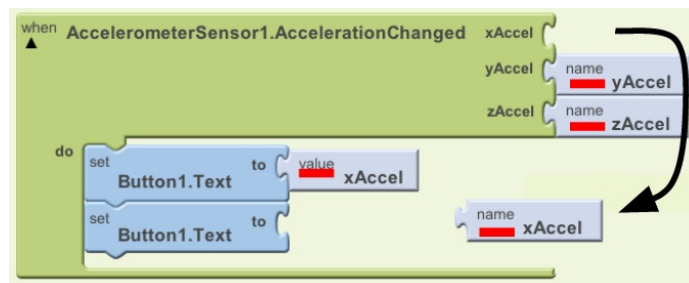 when AccelerometerSensor1.AccelerationChanged xAccel
yAccel name yAccel
zAccel name zAccel
do set Button1.Text to value xAccel
set Button1.Text to name xAccel